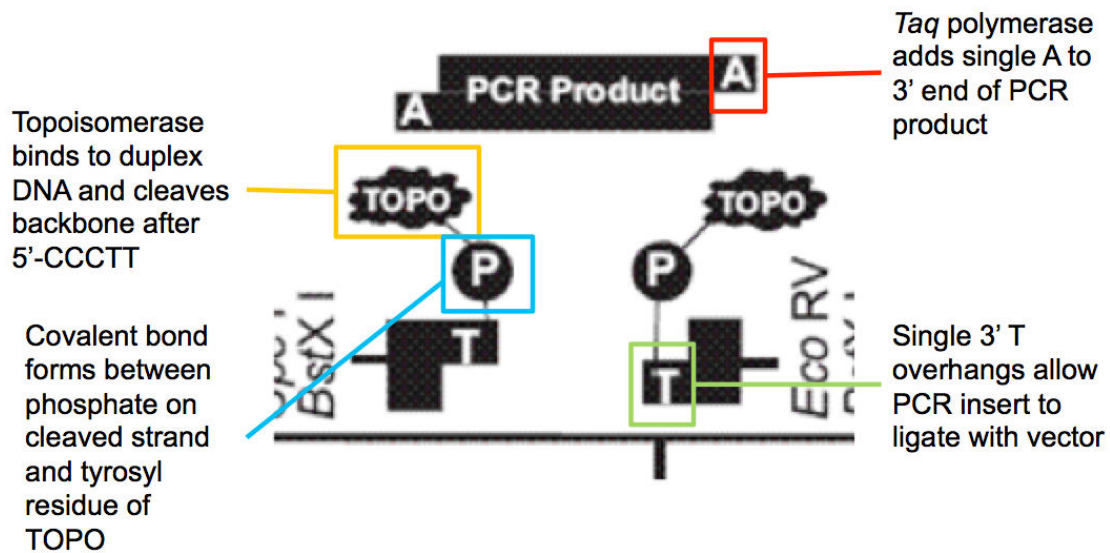 Taq polymerase
adds single A to
3’ end of PCR
product
A
PCR Product
A
Topoisomerase
binds to duplex
DNA and cleaves
backbone after
5’-CCCTT
TOPO
TOPO
P
P
BstX I
T
T
Eco RV
Covalent bond
forms between
phosphate on
cleaved strand
and tyrosyl
residue of
TOPO
Single 3’ T
overhangs allow
PCR insert to
ligate with vector